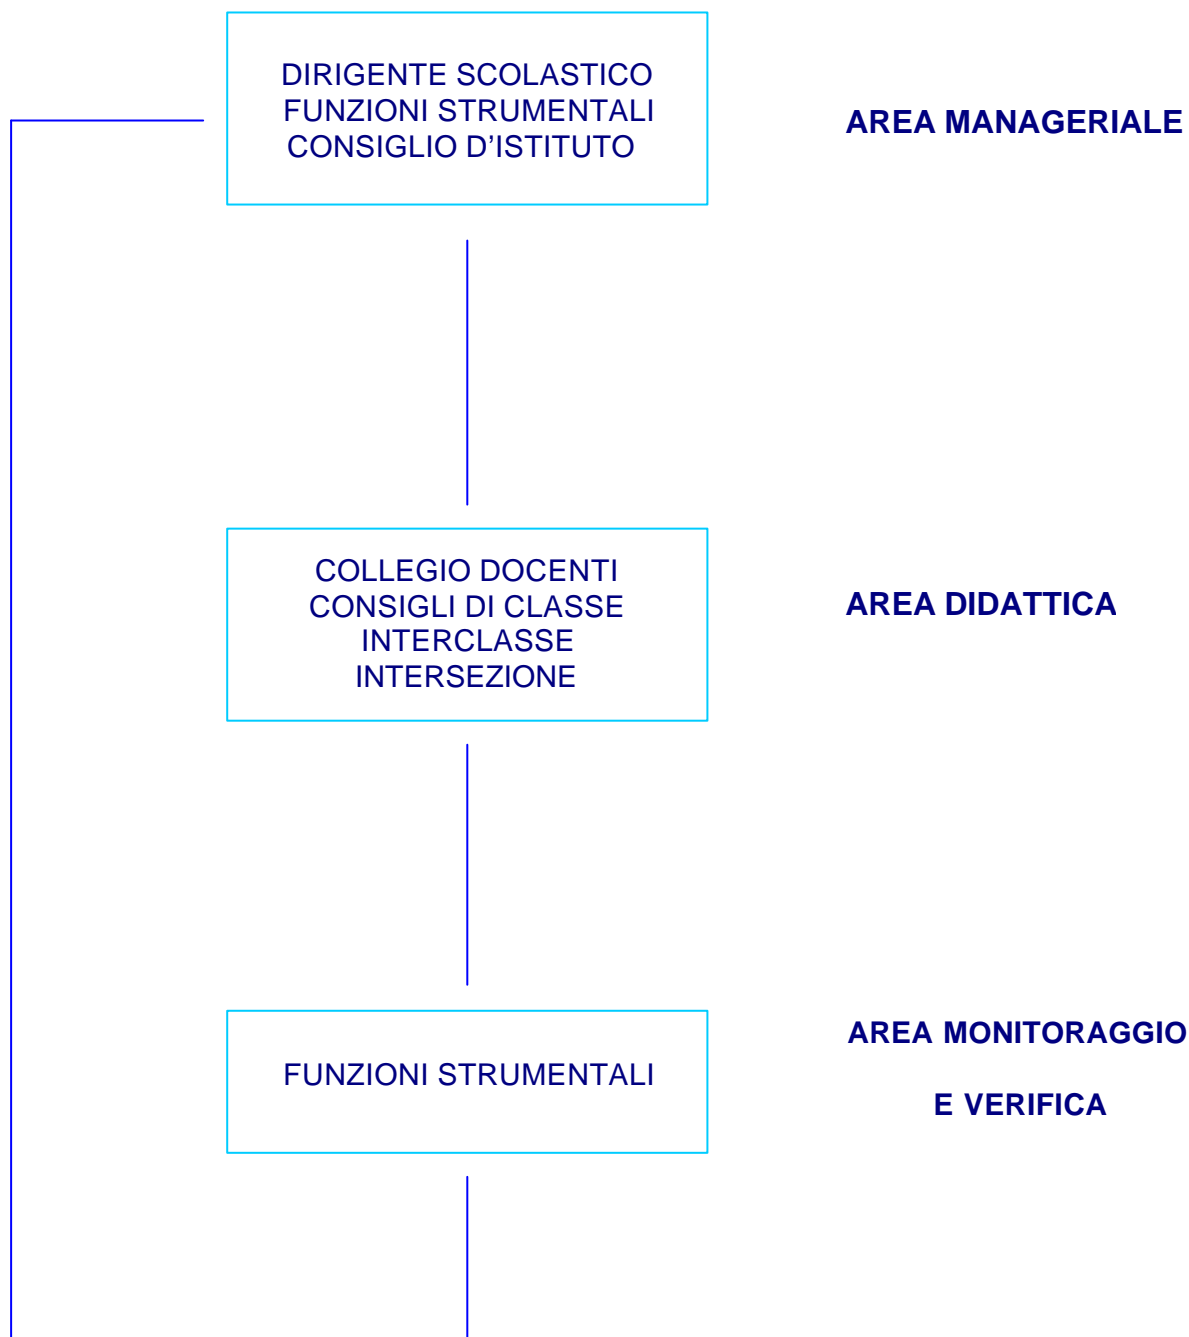 DIRIGENTE SCOLASTICO
FUNZIONI STRUMENTALI
CONSIGLIO D'ISTITUTO
AREA MANAGERIALE
COLLEGIO DOCENTI
CONSIGLI DI CLASSE
INTERCLASSE
INTERSEZIONE
AREA DIDATTICA
FUNZIONI STRUMENTALI
AREA MONITORAGGIO
E VERIFICA